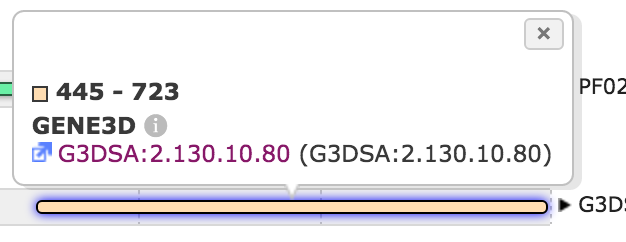 445 - 723
GENE3D
G3DSA:2.130.10.80 (G3DSA:2.130.10.80)
PF02
G3DS